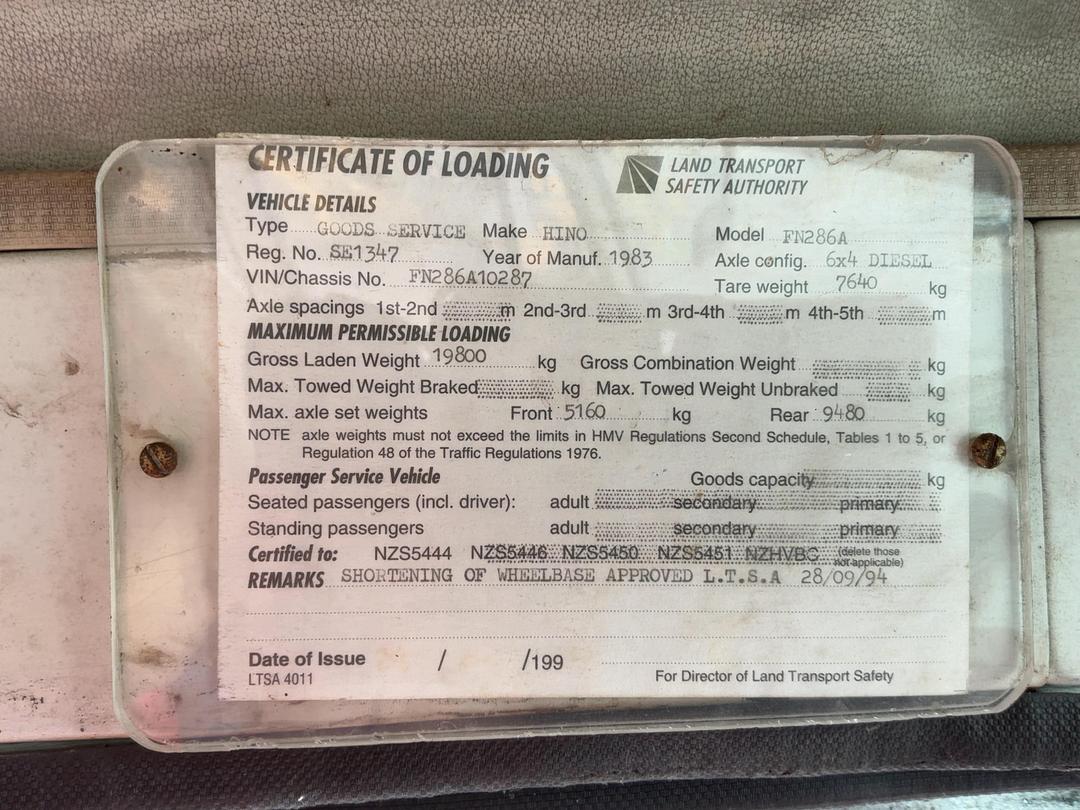 CERTIFICATE OF LOADING
LAND TRANSPORT
SAFETY AUTHORITY
VEHICLE DETAILS
Type GOODS SERVICE Make HINO Model FN286A
Reg. No. SE1347 Year of Manuf. 1983 Axle config. 6x4 DIESEL
VIN/Chassis No. FN286A10287 Tare weight 7640 kg
Axle spacings 1st-2nd m 2nd-3rd m 3rd-4th m 4th-5th m
MAXIMUM PERMISSIBLE LOADING
Gross Laden Weight 19800 kg Gross Combination Weight kg
Max. Towed Weight Braked kg Max. Towed Weight Unbraked kg
Max. axle set weights Front 5160 kg Rear 9480 kg
NOTE axle weights must not exceed the limits in HMV Regulations Second Schedule, Tables 1 to 5, or
Regulation 48 of the Traffic Regulations 1976.
Passenger Service Vehicle Goods capacity kg
Seated passengers (incl. driver): adult secondary primary
Standing passengers adult secondary primary
Certified to: NZS5444 NZS5446 NZS5450 NZS5451 NZHVBC (delete those
not applicable)
REMARKS SHORTENING OF WHEELBASE APPROVED L.T.S.A 28/09/94
Date of Issue / /199
LTSA 4011 For Director of Land Transport Safety